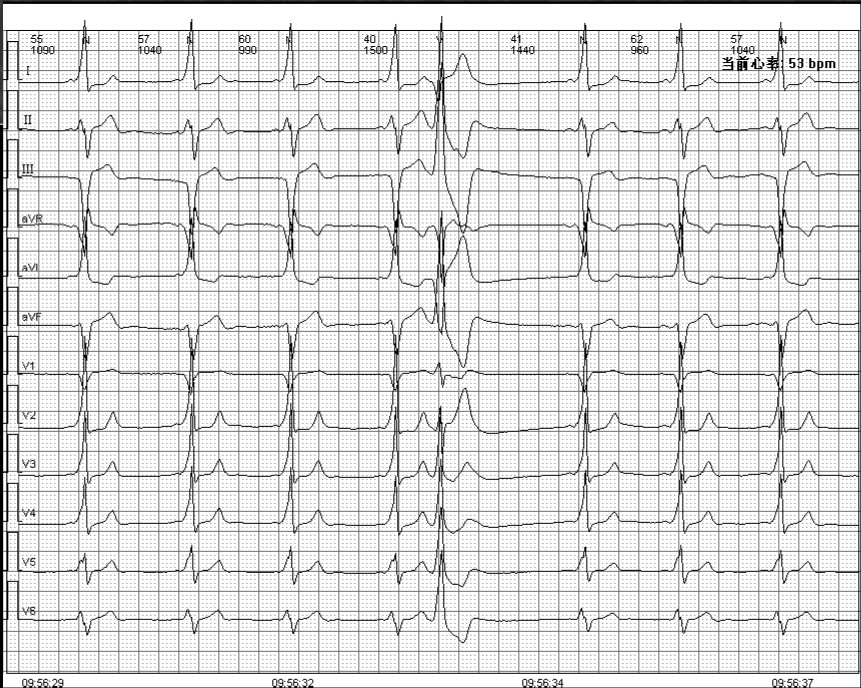 55 N 57 N 60 N 40 N V 41 N 62 N 57 N
1090 1040 990 1500 1440 960 1040
当前心率: 53 bpm
I
II
III
aVR
aVL
aVF
V1
V2
V3
V4
V5
V6
09:56:29 09:56:32 09:56:34 09:56:37